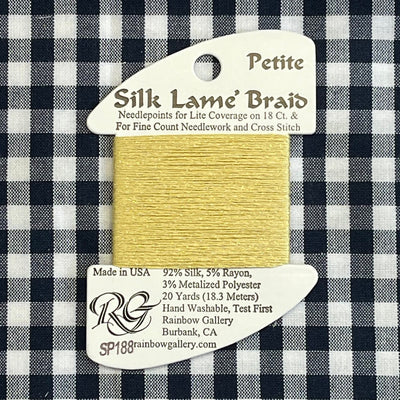 Petite
Silk Lamé Braid
Needlepoints for Lite Coverage on 18 Ct. &
For Fine Count Needlework and Cross Stitch
Made in USA
92% Silk, 5% Rayon,
3% Metalized Polyester
20 Yards (18.3 Meters)
Hand Washable, Test First
Rainbow Gallery
Burbank, CA
RG
SP188
rainbowgallery.com